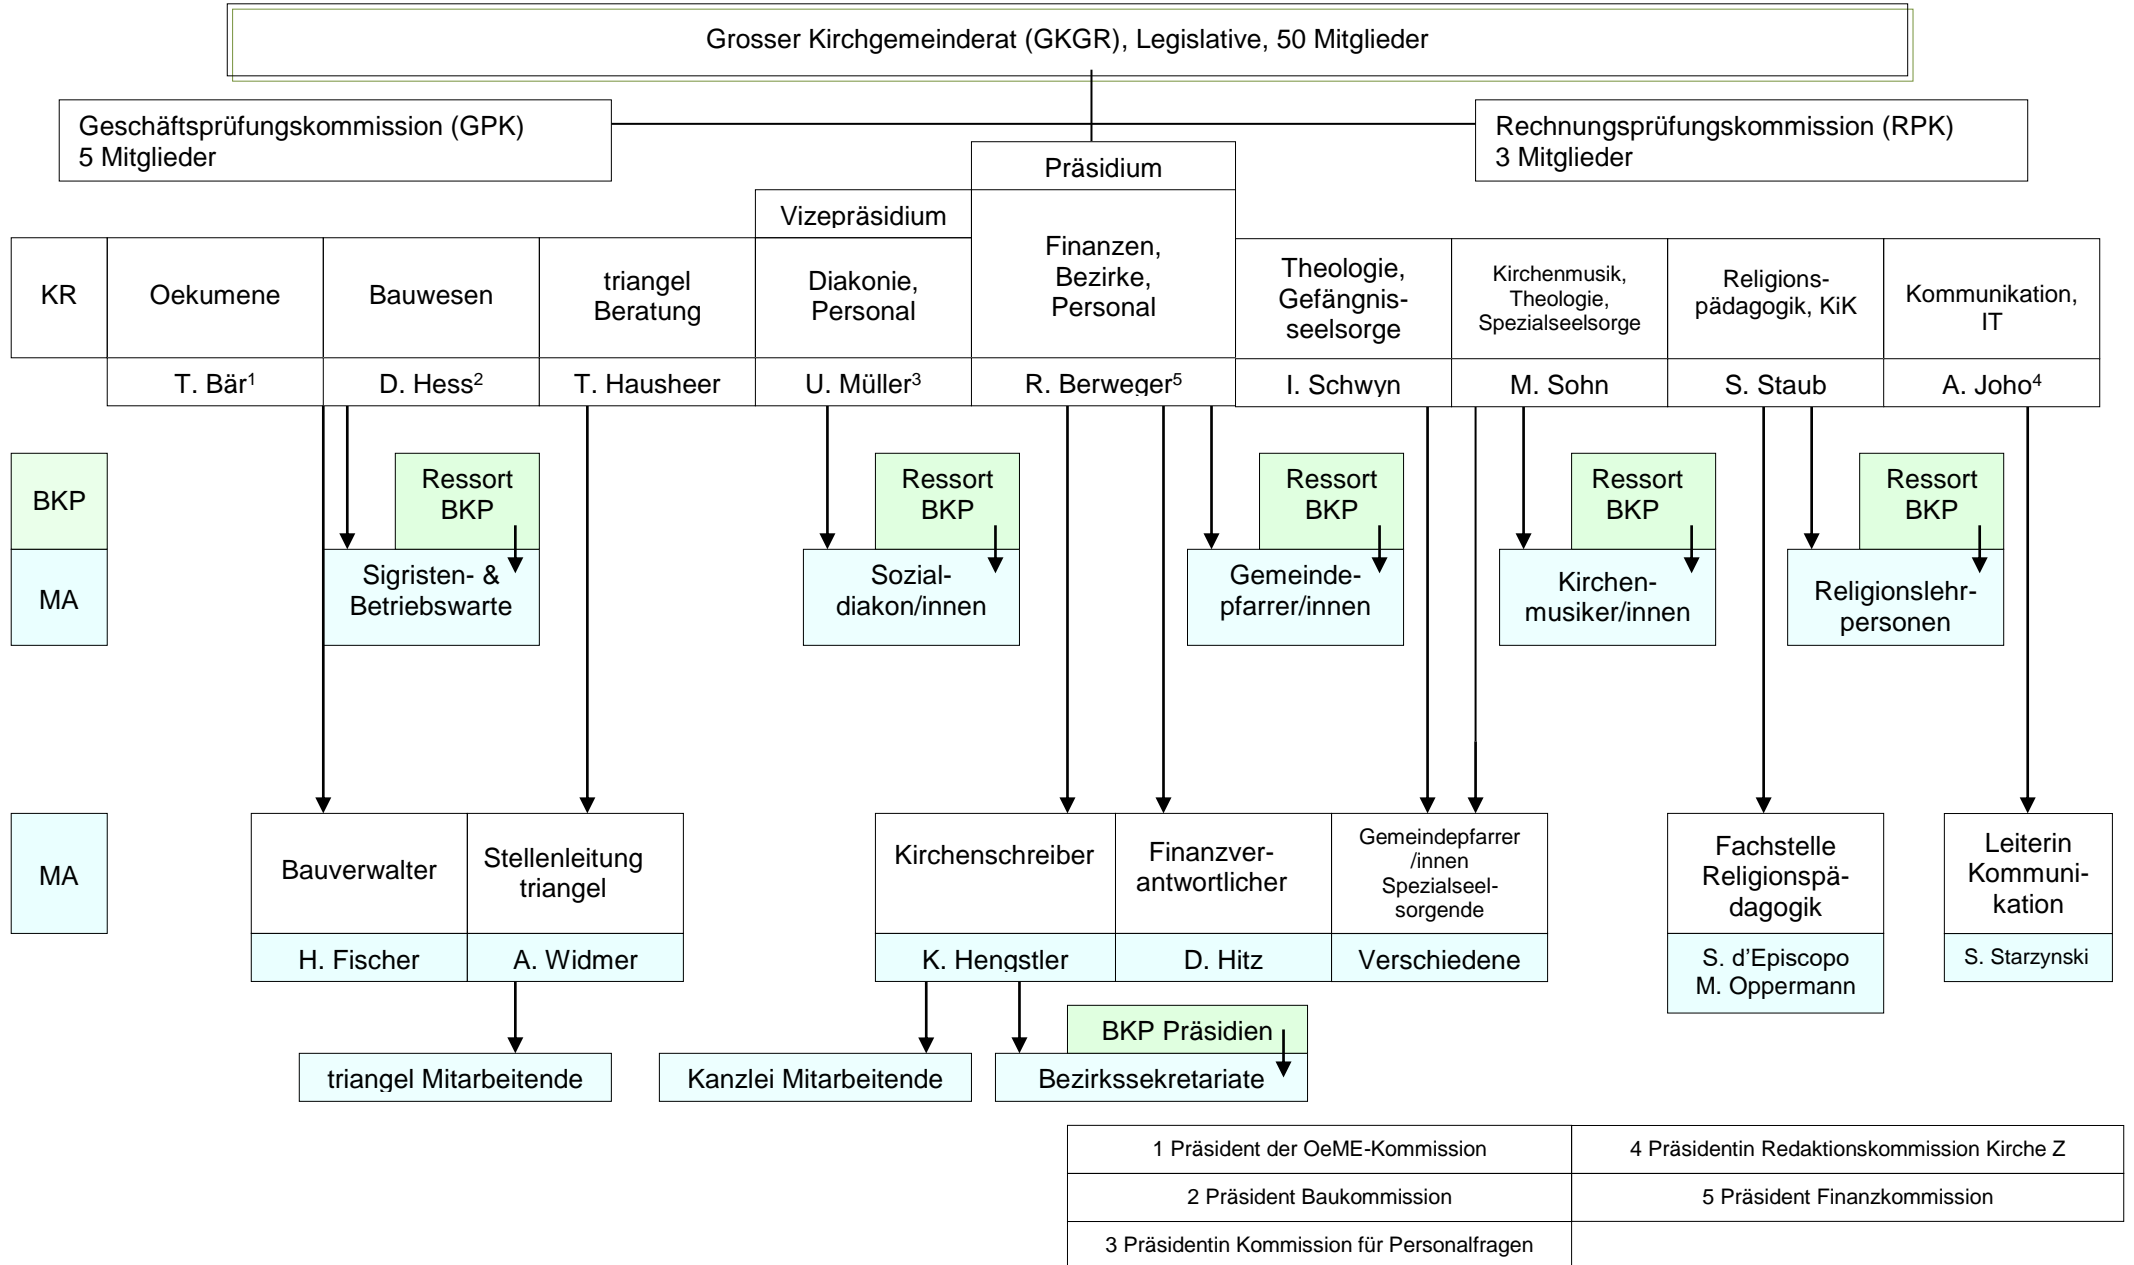 Grosser Kirchgemeinderat (GKGR), Legislative, 50 Mitglieder
Geschäftsprüfungskommission (GPK)
5 Mitglieder
Rechnungsprüfungskommission (RPK)
3 Mitglieder
Präsidium
Vizepräsidium
KR
Oekumene
Bauwesen
triangel
Beratung
Diakonie,
Personal
Finanzen,
Bezirke,
Personal
Theologie,
Gefängnis-
seelsorge
Kirchenmusik,
Theologie,
Spezialseelsorge
Religions-
pädagogik, KiK
Kommunikation,
IT
T. Bär¹
D. Hess²
T. Hausheer
U. Müller³
R. Berweger⁵
I. Schwyn
M. Sohn
S. Staub
A. Joho⁴
BKP
Ressort
BKP
Ressort
BKP
Ressort
BKP
Ressort
BKP
Ressort
BKP
MA
Sigristen- &
Betriebswarte
Sozial-
diakon/innen
Gemeinde-
pfarrer/innen
Kirchen-
musiker/innen
Religionslehr-
personen
MA
Bauverwalter
Stellenleitung
triangel
Kirchenschreiber
Finanzver-
antwortlicher
Gemeindepfarrer
/innen
Spezialseel-
sorgende
Fachstelle
Religionspä-
dagogik
Leiterin
Kommuni-
kation
H. Fischer
A. Widmer
K. Hengstler
D. Hitz
Verschiedene
S. d’Episcopo
M. Oppermann
S. Starzynski
BKP Präsidien
triangel Mitarbeitende
Kanzlei Mitarbeitende
Bezirkssekretariate
1 Präsident der OeME-Kommission
4 Präsidentin Redaktionskommission Kirche Z
2 Präsident Baukommission
5 Präsident Finanzkommission
3 Präsidentin Kommission für Personalfragen